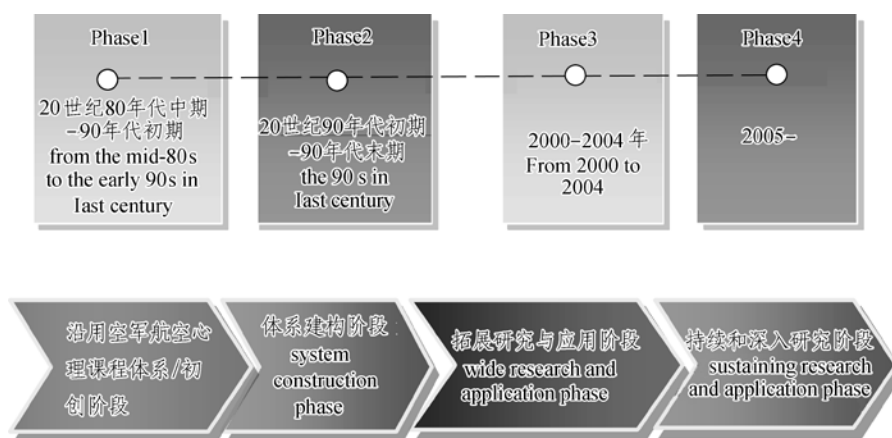 Phase1
20世纪80年代中期
-90年代初期
from the mid-80s
to the early 90s in
last century
Phase2
20世纪90年代初期
-90年代末期
the 90 s in
last century
Phase3
2000-2004 年
From 2000 to
2004
Phase4
2005-
沿用空军航空心
理课程体系/初
创阶段
体系建构阶段
system
construction
phase
拓展研究与应用阶段
wide research and
application phase
持续和深入研究阶段
sustaining research
and application phase